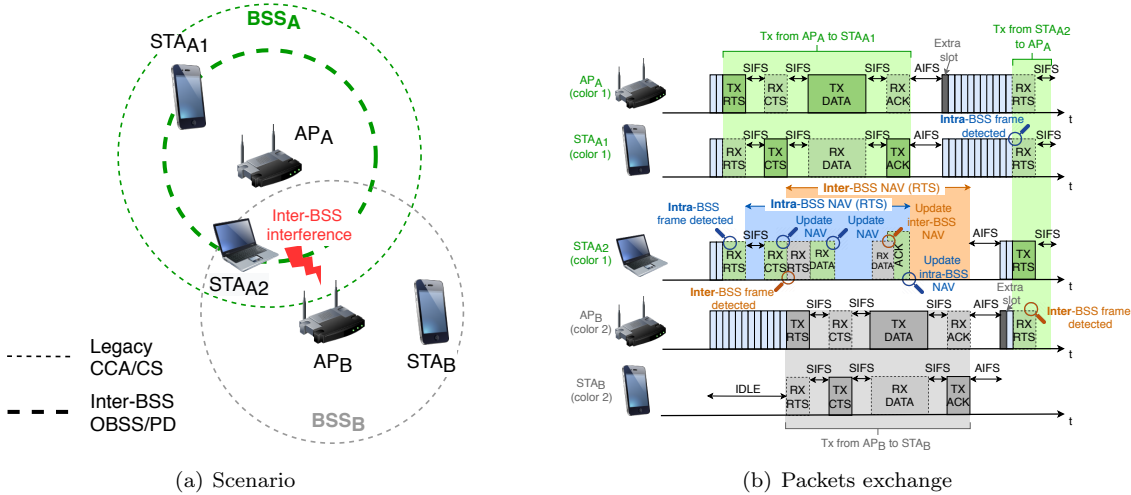 BSSA
STAA1
APA
Inter-BSS
interference
STAA2
APB
STAB
BSSB
Legacy
CCA/CS
Inter-BSS
OBSS/PD
(a) Scenario
Tx from APA to STAA1
Tx from STAA2
to APA
Extra
slot
APA
(color 1)
SIFS SIFS SIFS AIFS SIFS
TX
RTS
RX
CTS
TX
DATA
RX
ACK
RX
RTS
t
Intra-BSS frame
detected
STAA1
(color 1)
SIFS SIFS SIFS AIFS SIFS
RX
RTS
TX
CTS
RX
DATA
TX
ACK
RX
RTS
t
Inter-BSS NAV (RTS)
Intra-BSS NAV (RTS)
Intra-BSS
frame detected
Update
NAV
Update
NAV
Update
inter-BSS
NAV
STAA2
(color 1)
SIFS AIFS SIFS
RX
RTS
RX
CTS
RX
RTS
RX
DATA
RX
DATA
ACK
TX
RTS
t
Update
intra-BSS
NAV
Inter-BSS frame
detected
Extra
slot
APB
(color 2)
SIFS SIFS SIFS AIFS
TX
RTS
RX
CTS
TX
DATA
RX
ACK
RX
RTS
Inter-BSS frame
detected
t
STAB
(color 2)
IDLE
SIFS SIFS SIFS AIFS
RX
RTS
TX
CTS
RX
DATA
TX
ACK
t
Tx from APB to STAB
(b) Packets exchange